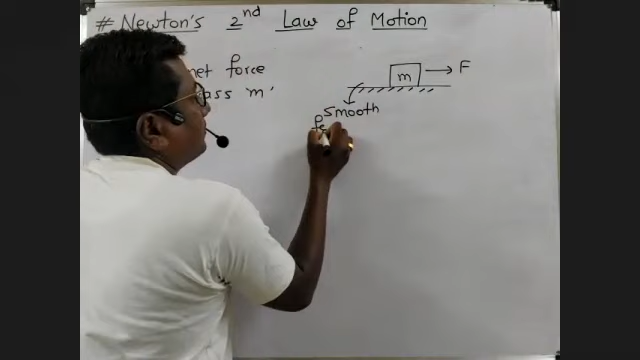 # Newton's 2nd Law of Motion
net force
mass 'm'
m
F
Smooth